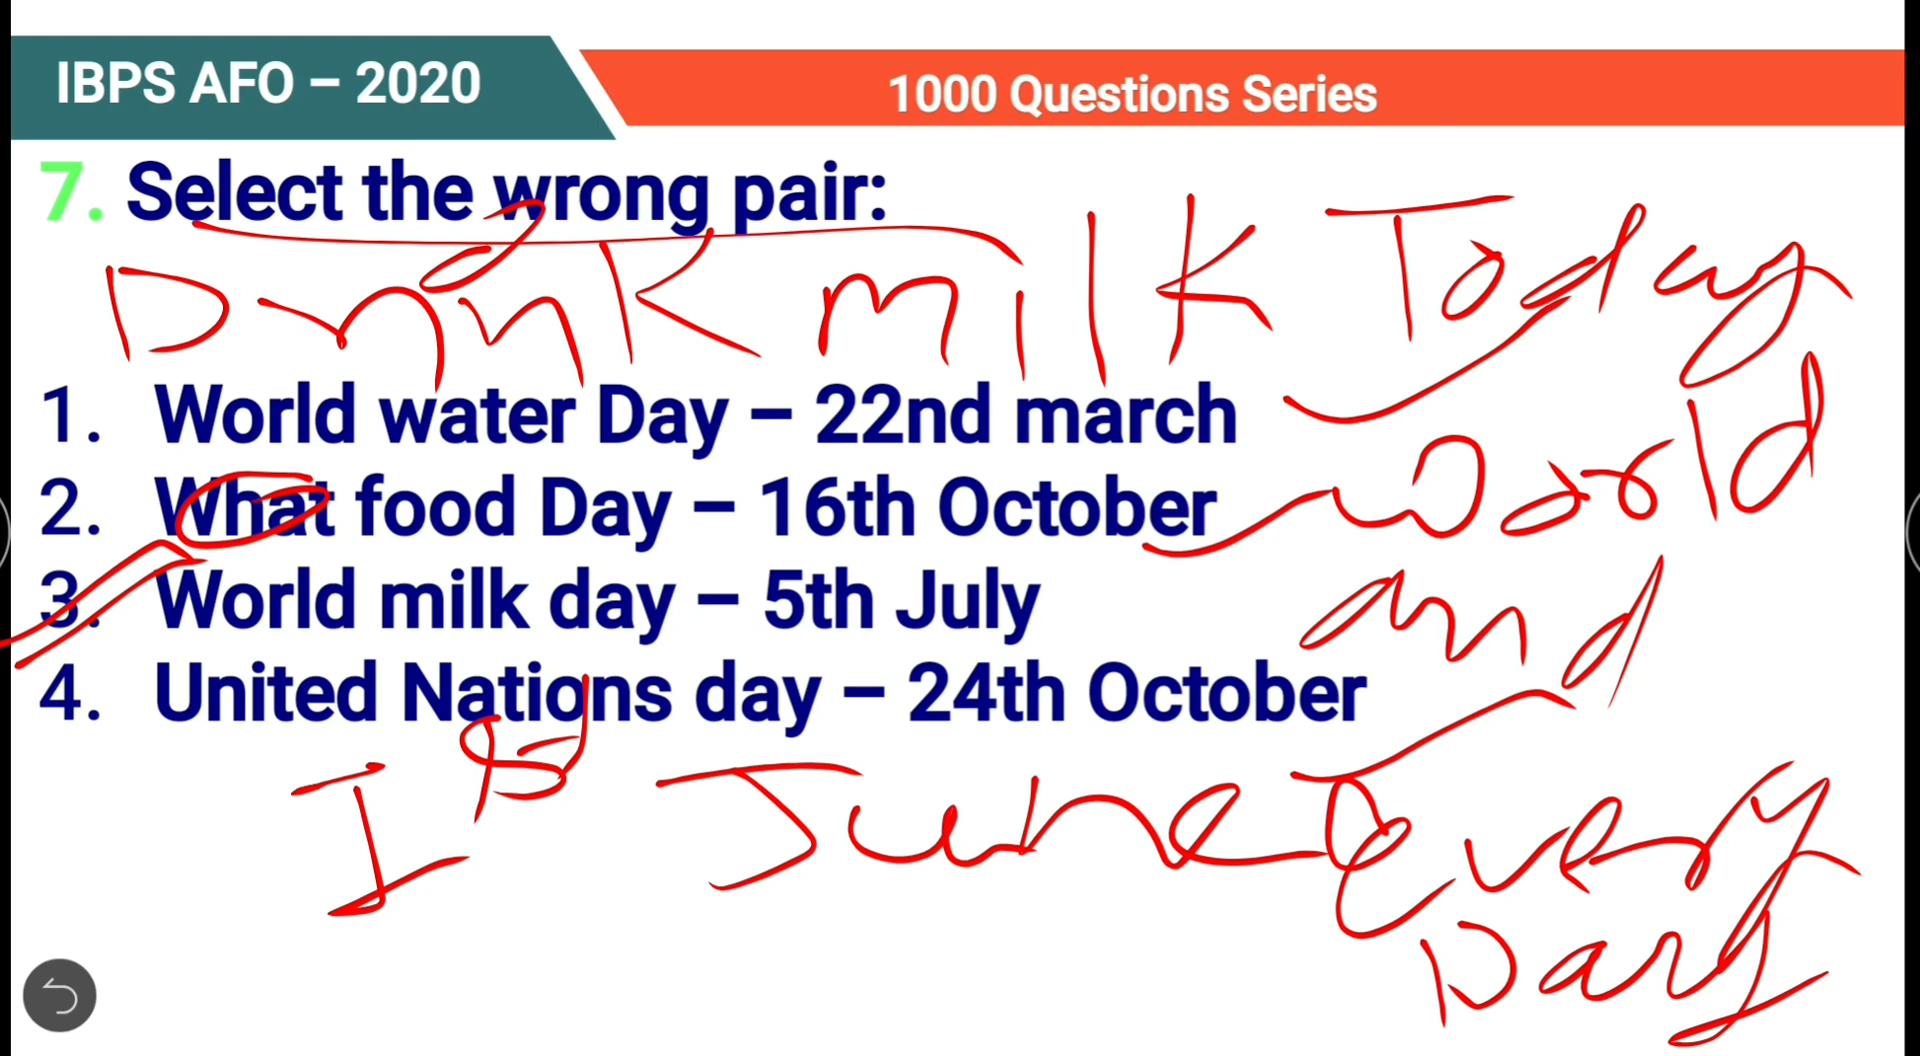 IBPS AFO – 2020
1000 Questions Series
7. Select the wrong pair:
Drink milk Today
1. World water Day – 22nd march
2. What food Day – 16th October
World
3. World milk day – 5th July
and
4. United Nations day – 24th October
1st June
Every
Day